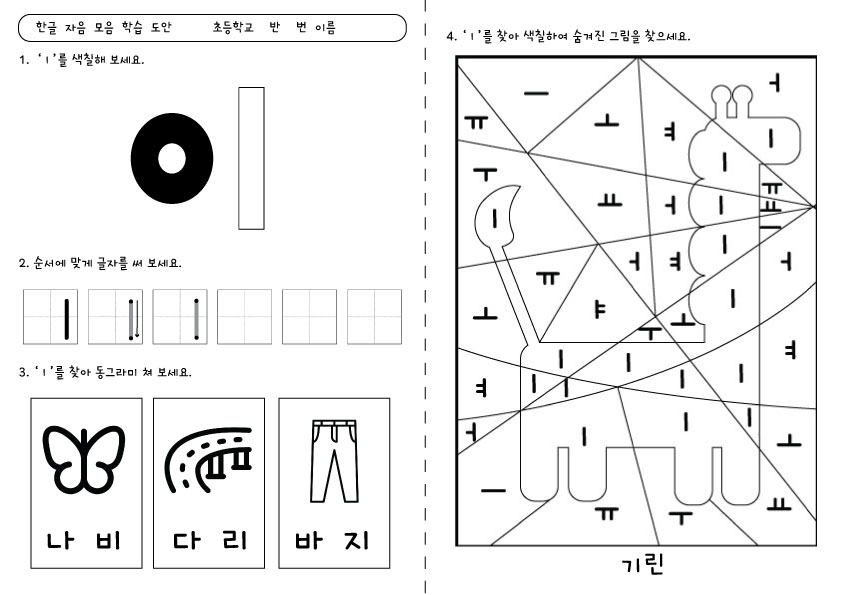 한글 자음 모음 학습 도안 초등학교 반 번 이름
1. 'ㅣ'를 색칠해 보세요.
이
2. 순서에 맞게 글자를 써 보세요.
ㅣ ㅣ ㅣ
3. 'ㅣ'를 찾아 동그라미 쳐 보세요.
나 비
다 리
바 지
4. 'ㅣ'를 찾아 색칠하여 숨겨진 그림을 찾으세요.
ㅡ ㅓ
ㅠ ㅗ ㅕ ㅣ
ㅜ ㅣ ㅠ
ㅣ ㅛ ㅓ ㅣ ㅛ
ㅡ
ㅠ ㅓ ㅕ ㅣ ㅓ
ㅗ ㅑ ㅣ
ㅜ ㅗ
ㅣ ㅣ ㅕ
ㅕ ㅣ ㅣ ㅣ ㅣ
ㅓ ㅣ ㅣ ㅣ ㅗ
ㅡ ㅠ ㅜ ㅛ
기린